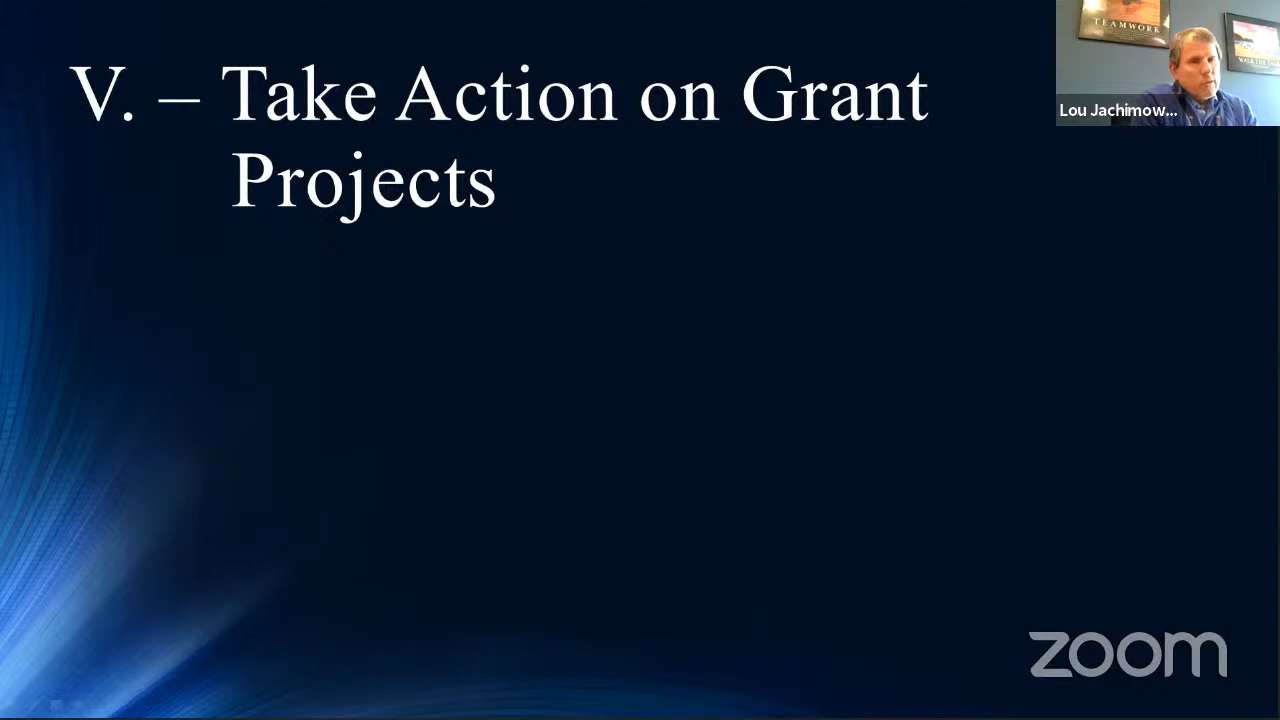 V. – Take Action on Grant
Projects
TEAMWORK
Lou Jachimow...
zoom